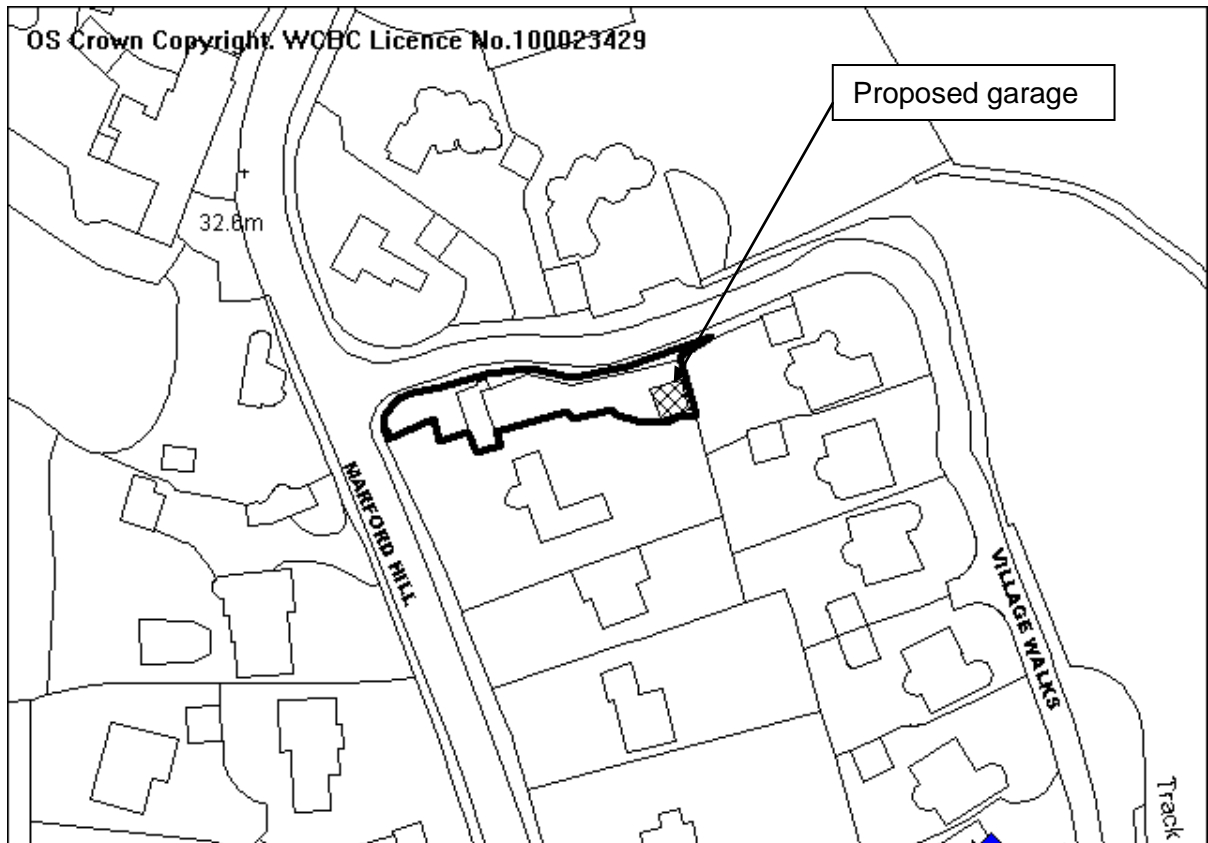 OS Crown Copyright. WCBC Licence No.100023429
Proposed garage
32.6m
MARFORD HILL
VILLAGE WALKS
Track